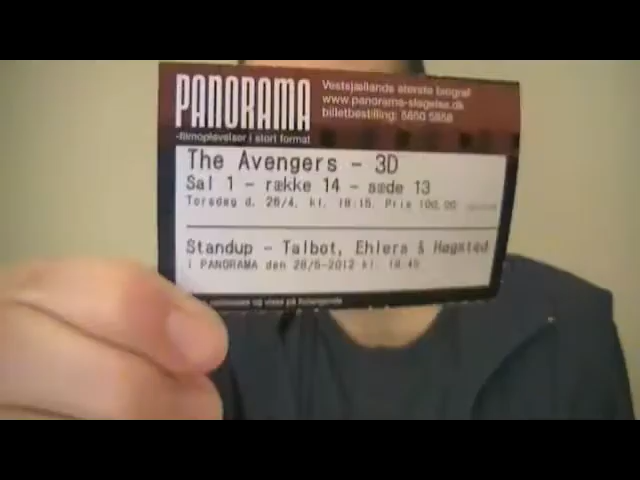 PANORAMA
Vestsjællands største biograf
www.panorama-slagelse.dk
billetbestilling: 5850 5858
-filmoplevelser i stort format
The Avengers - 3D
Sal 1 - række 14 - sæde 13
Torsdag d. 26/4. kl. 18:15. Pris 100,00
Standup - Talbot, Ehlers & Høgsted
i PANORAMA den 28/5-2012 kl. 19:45